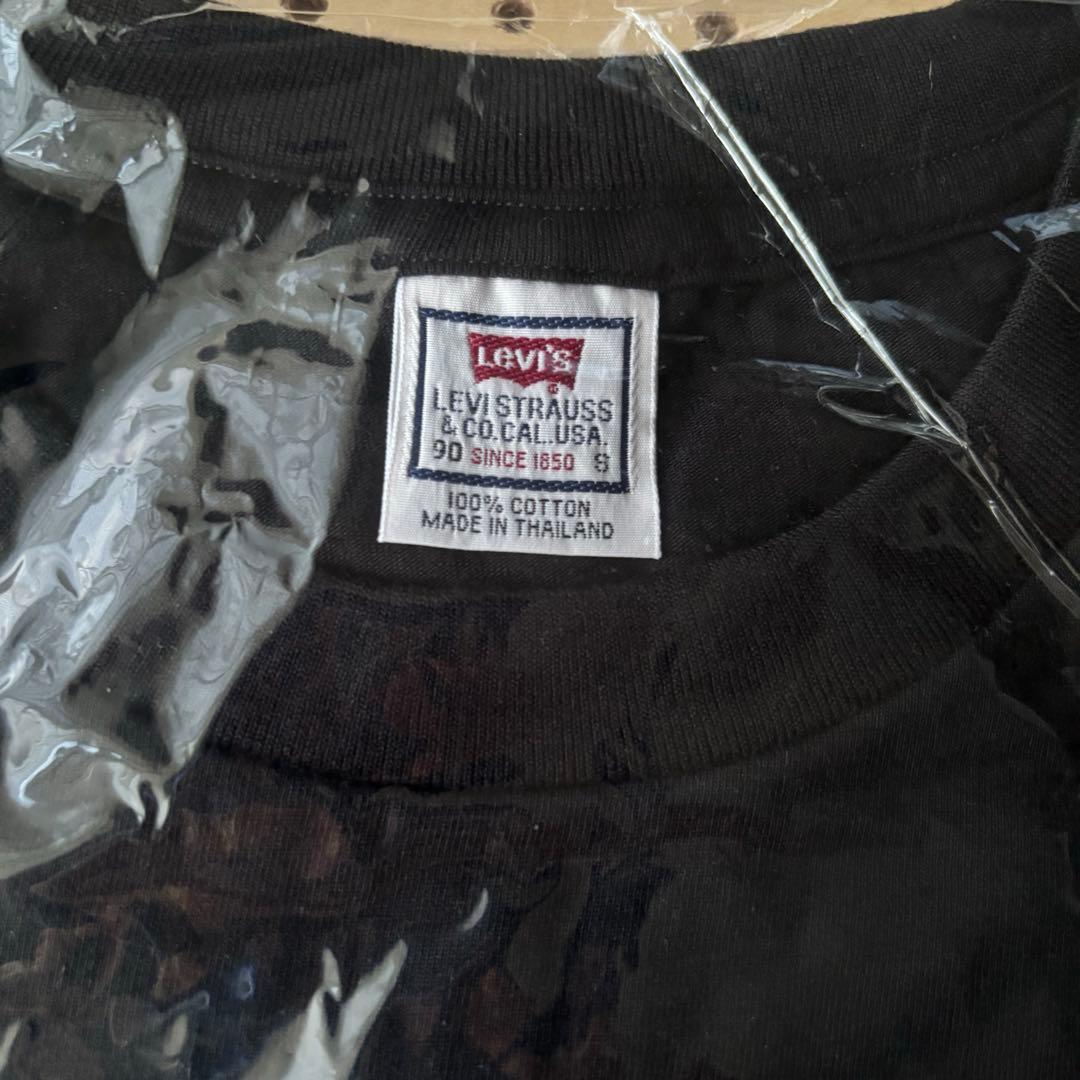 Levi's
LEVI STRAUSS
& CO. CAL. USA.
90 SINCE 1850 S
100% COTTON
MADE IN THAILAND